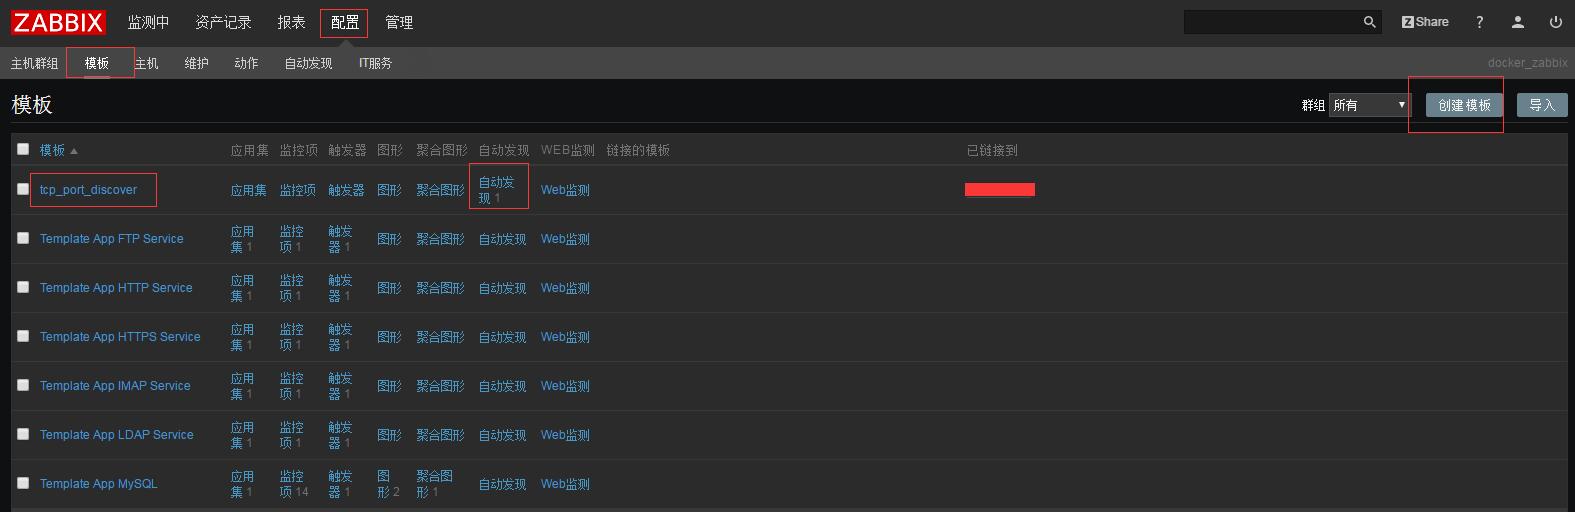 ZABBIX 监测中 资产记录 报表 配置 管理 Z Share ?
主机群组 模板 主机 维护 动作 自动发现 IT服务 docker_zabbix
模板 群组 所有 创建模板 导入
模板 应用集 监控项 触发器 图形 聚合图形 自动发现 WEB监测 链接的模板 已链接到
tcp_port_discover 应用集 监控项 触发器 图形 聚合图形 自动发现 1 Web监测
Template App FTP Service 应用集 1 监控项 1 触发器 1 图形 聚合图形 自动发现 Web监测
Template App HTTP Service 应用集 1 监控项 1 触发器 1 图形 聚合图形 自动发现 Web监测
Template App HTTPS Service 应用集 1 监控项 1 触发器 1 图形 聚合图形 自动发现 Web监测
Template App IMAP Service 应用集 1 监控项 1 触发器 1 图形 聚合图形 自动发现 Web监测
Template App LDAP Service 应用集 1 监控项 1 触发器 1 图形 聚合图形 自动发现 Web监测
Template App MySQL 应用集 1 监控项 14 触发器 1 图形 2 聚合图形 1 自动发现 Web监测